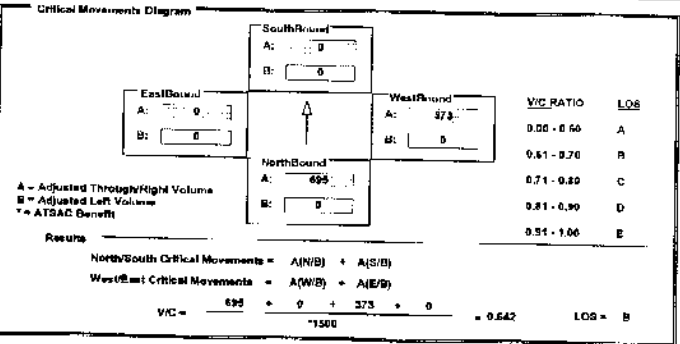 Critical Movements Diagram
SouthBound
A: 0
B: 0
EastBound
A: 0
B: 0
WestBound
A: 373
B: 0
NorthBound
A: 695
B: 0
V/C RATIO LOS
0.00 - 0.60 A
0.61 - 0.70 B
0.71 - 0.80 C
0.81 - 0.90 D
0.91 - 1.00 E
A = Adjusted Through/Right Volume
B = Adjusted Left Volume
* = ATSAC Benefit
Results
North/South Critical Movements = A(N/B) + A(S/B)
West/East Critical Movements = A(W/B) + A(E/B)
V/C = 695 + 0 + 373 + 0 = 0.642 LOS = B
*1500